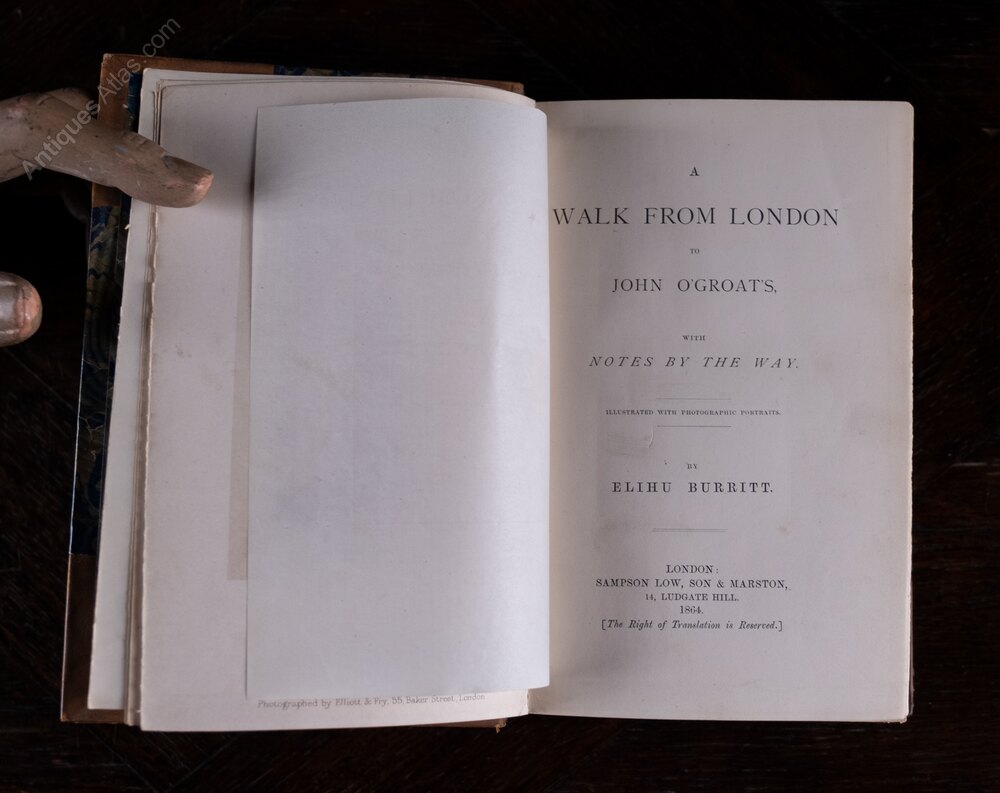 Antiques Atlas.com
Photographed by Elliott & Fry, 55, Baker Street, London
A
WALK FROM LONDON
TO
JOHN O'GROAT'S,
WITH
NOTES BY THE WAY.
ILLUSTRATED WITH PHOTOGRAPHIC PORTRAITS.
BY
ELIHU BURRITT.
LONDON:
SAMPSON LOW, SON & MARSTON,
14, LUDGATE HILL.
1864.
[The Right of Translation is Reserved.]